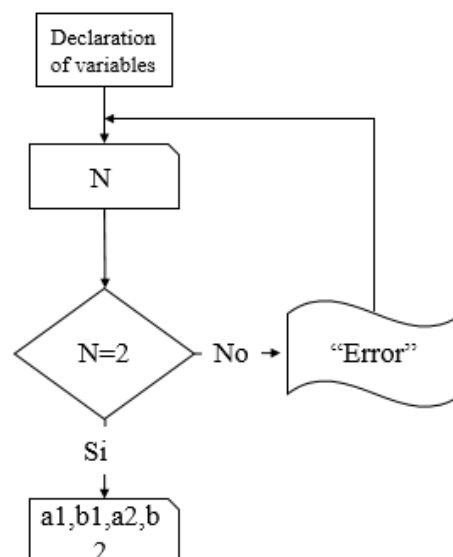 Declaration
of variables
N
N=2
No
“Error”
Si
a1,b1,a2,b
2